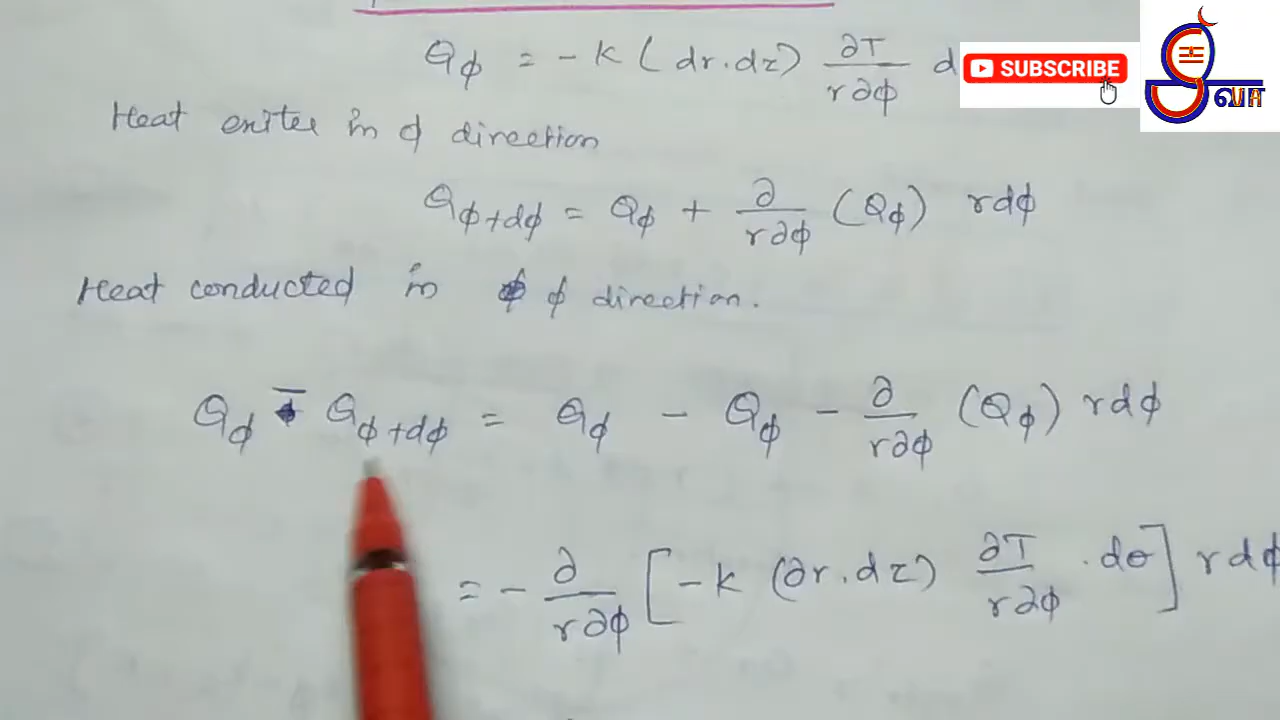 Qϕ = -K (dr.dz) ∂T/r∂ϕ d
SUBSCRIBE
வா
Heat exites in ϕ direction
Qϕ+dϕ = Qϕ + ∂/r∂ϕ (Qϕ) rdϕ
Heat conducted in ϕ direction.
Qϕ - Qϕ+dϕ = Qϕ - Qϕ - ∂/r∂ϕ (Qϕ) rdϕ
= - ∂/r∂ϕ [-K (∂r.dz) ∂T/r∂ϕ .dθ] rdϕ